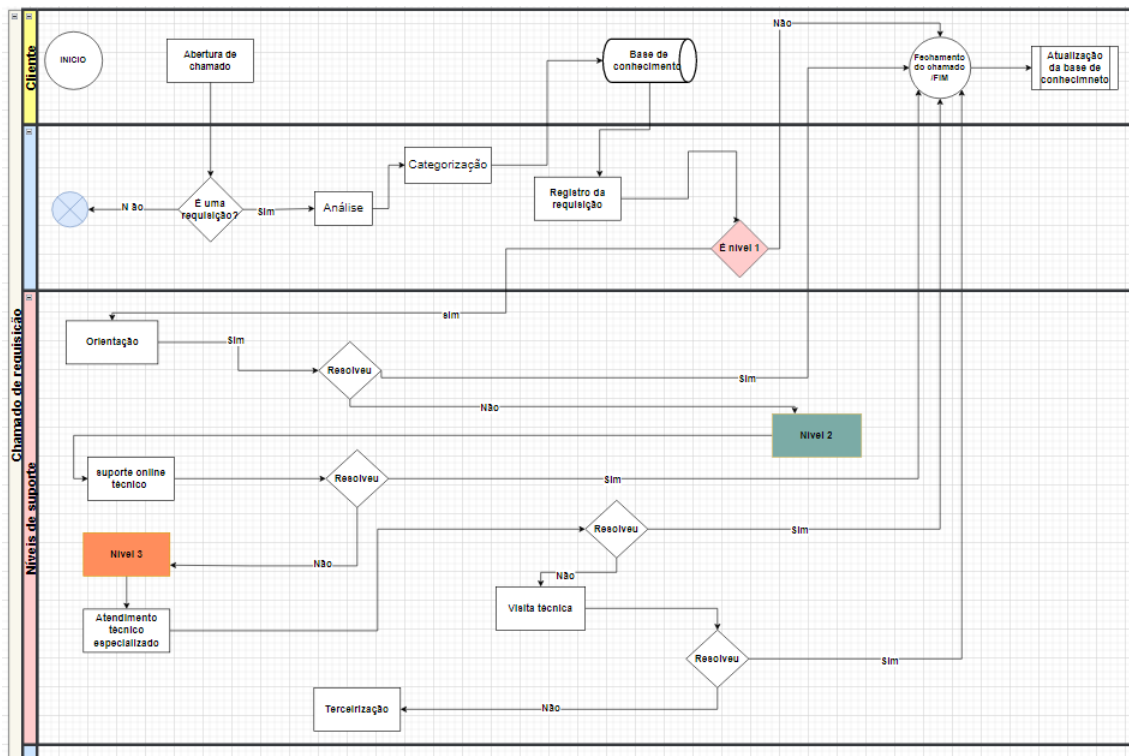 Chamado de requisição
Cliente
INICIO
Abertura de
chamado
Base de
conhecimento
Não
Fechamento
do chamado
/FIM
Atualização
da base de
conhecimneto
É uma
requisição?
N ão
Sim
Análise
Categorização
Registro da
requisição
É nivel 1
Níveis de suporte
sim
Orientação
Sim
Resolveu
Sim
Não
Nivel 2
suporte online
técnico
Resolveu
Sim
Não
Nivel 3
Atendimento
técnico
especializado
Resolveu
Sim
Não
Visita técnica
Resolveu
Sim
Não
Terceirização